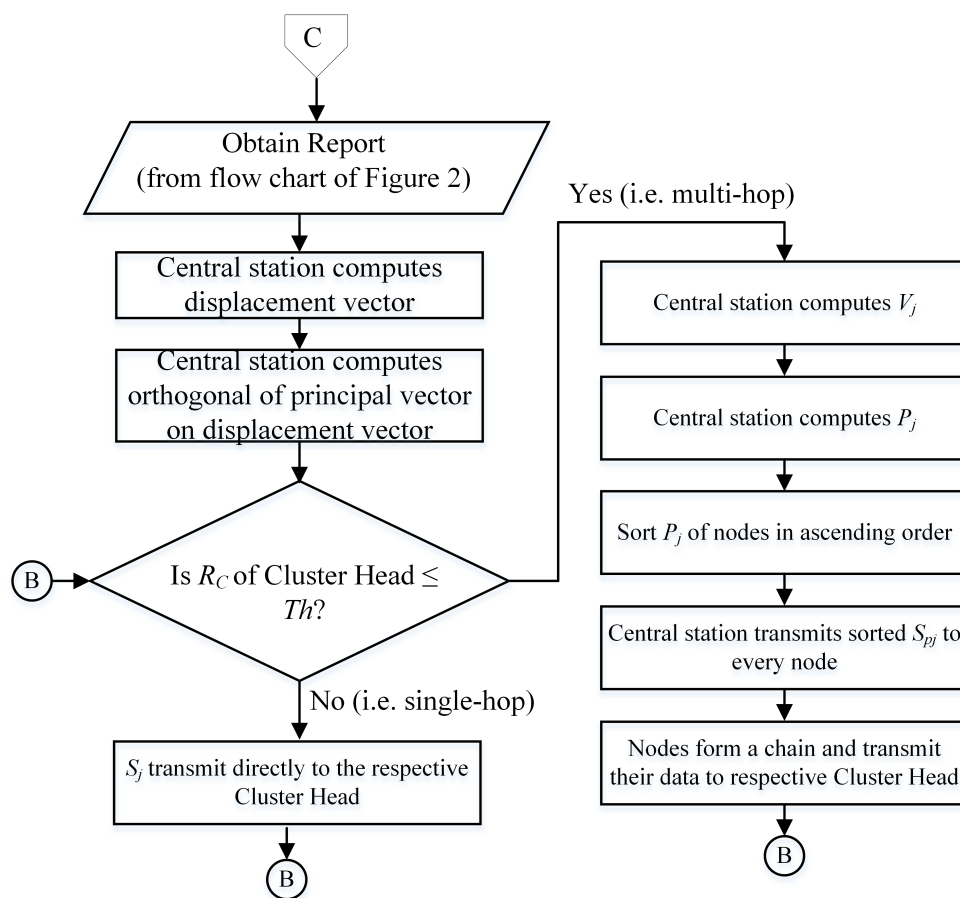 C
Obtain Report
(from flow chart of Figure 2)
Central station computes
displacement vector
Central station computes
orthogonal of principal vector
on displacement vector
B
Is R_C of Cluster Head ≤
Th?
No (i.e. single-hop)
S_j transmit directly to the respective
Cluster Head
B
Yes (i.e. multi-hop)
Central station computes V_j
Central station computes P_j
Sort P_j of nodes in ascending order
Central station transmits sorted S_pj to
every node
Nodes form a chain and transmit
their data to respective Cluster Head
B